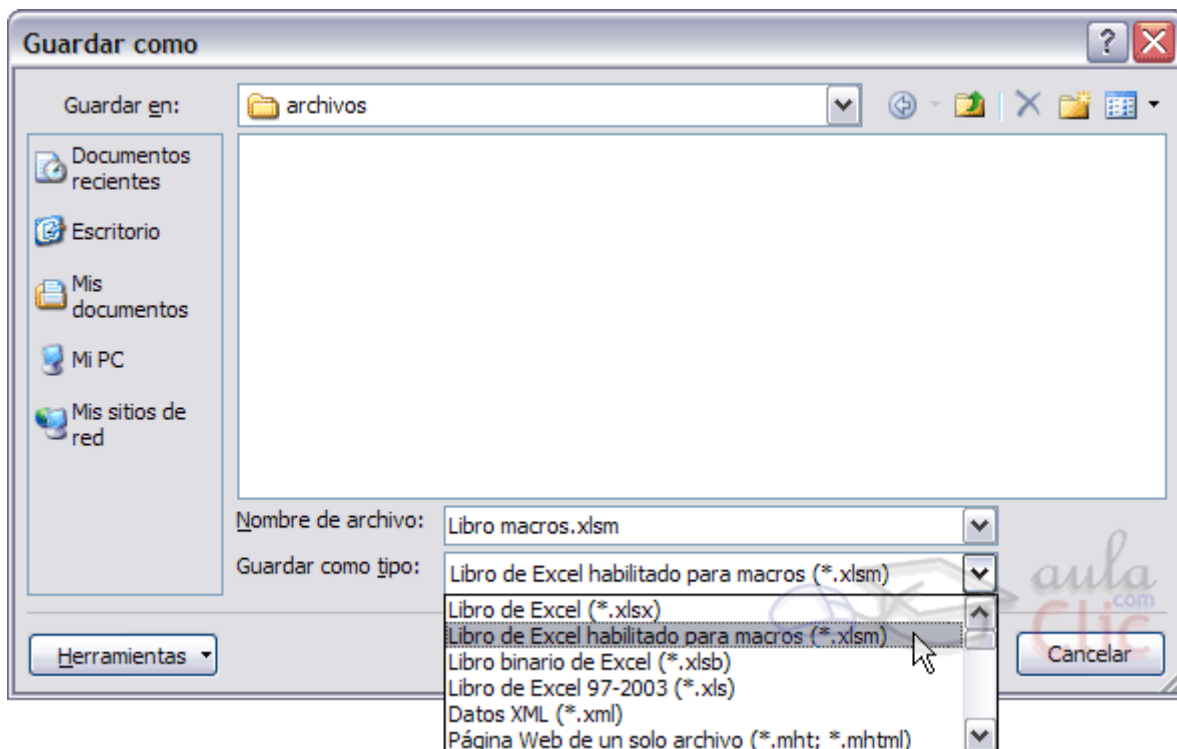 Guardar como
Guardar en:
archivos
Documentos
recientes
Escritorio
Mis
documentos
Mi PC
Mis sitios de
red
Nombre de archivo:
Libro macros.xlsm
Guardar como tipo:
Libro de Excel habilitado para macros (*.xlsm)
Libro de Excel (*.xlsx)
Libro de Excel habilitado para macros (*.xlsm)
Libro binario de Excel (*.xlsb)
Libro de Excel 97-2003 (*.xls)
Datos XML (*.xml)
Página Web de un solo archivo (*.mht; *.mhtml)
Herramientas
Cancelar
aula
.com
Clic